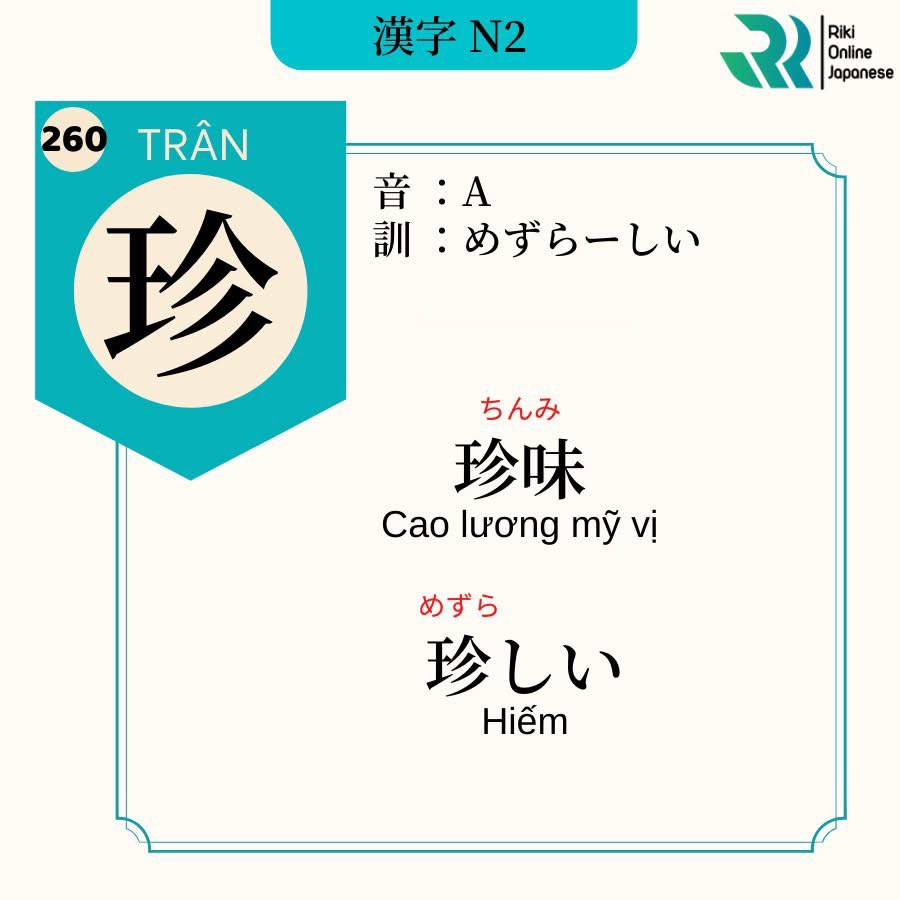 漢字 N2
Riki
Online
Japanese
260
TRÂN
珍
音 ：A
訓 ：めずらーしい
ちんみ
珍味
Cao lương mỹ vị
めずら
珍しい
Hiếm